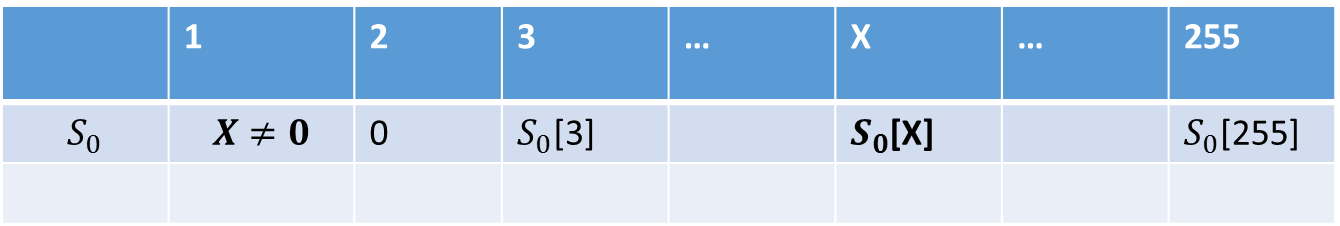 1 2 3 ... X ... 255
S₀ X ≠ 0 0 S₀[3] S₀[X] S₀[255]